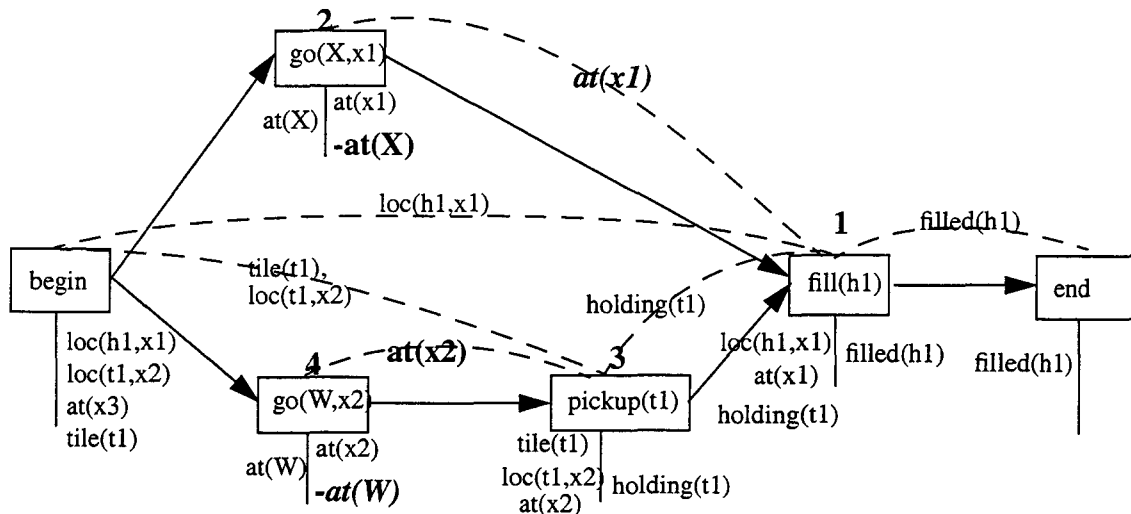 2
go(X,x1)
at(x1)
at(X)
at(x1)
-at(X)
loc(h1,x1)
1
filled(h1)
begin
tile(t1),
loc(t1,x2)
holding(t1)
fill(h1)
end
loc(h1,x1)
loc(t1,x2)
at(x3)
tile(t1)
4
at(x2)
3
go(W,x2)
pickup(t1)
loc(h1,x1)
at(x1)
holding(t1)
filled(h1)
filled(h1)
at(W)
at(x2)
-at(W)
tile(t1)
loc(t1,x2)
at(x2)
holding(t1)